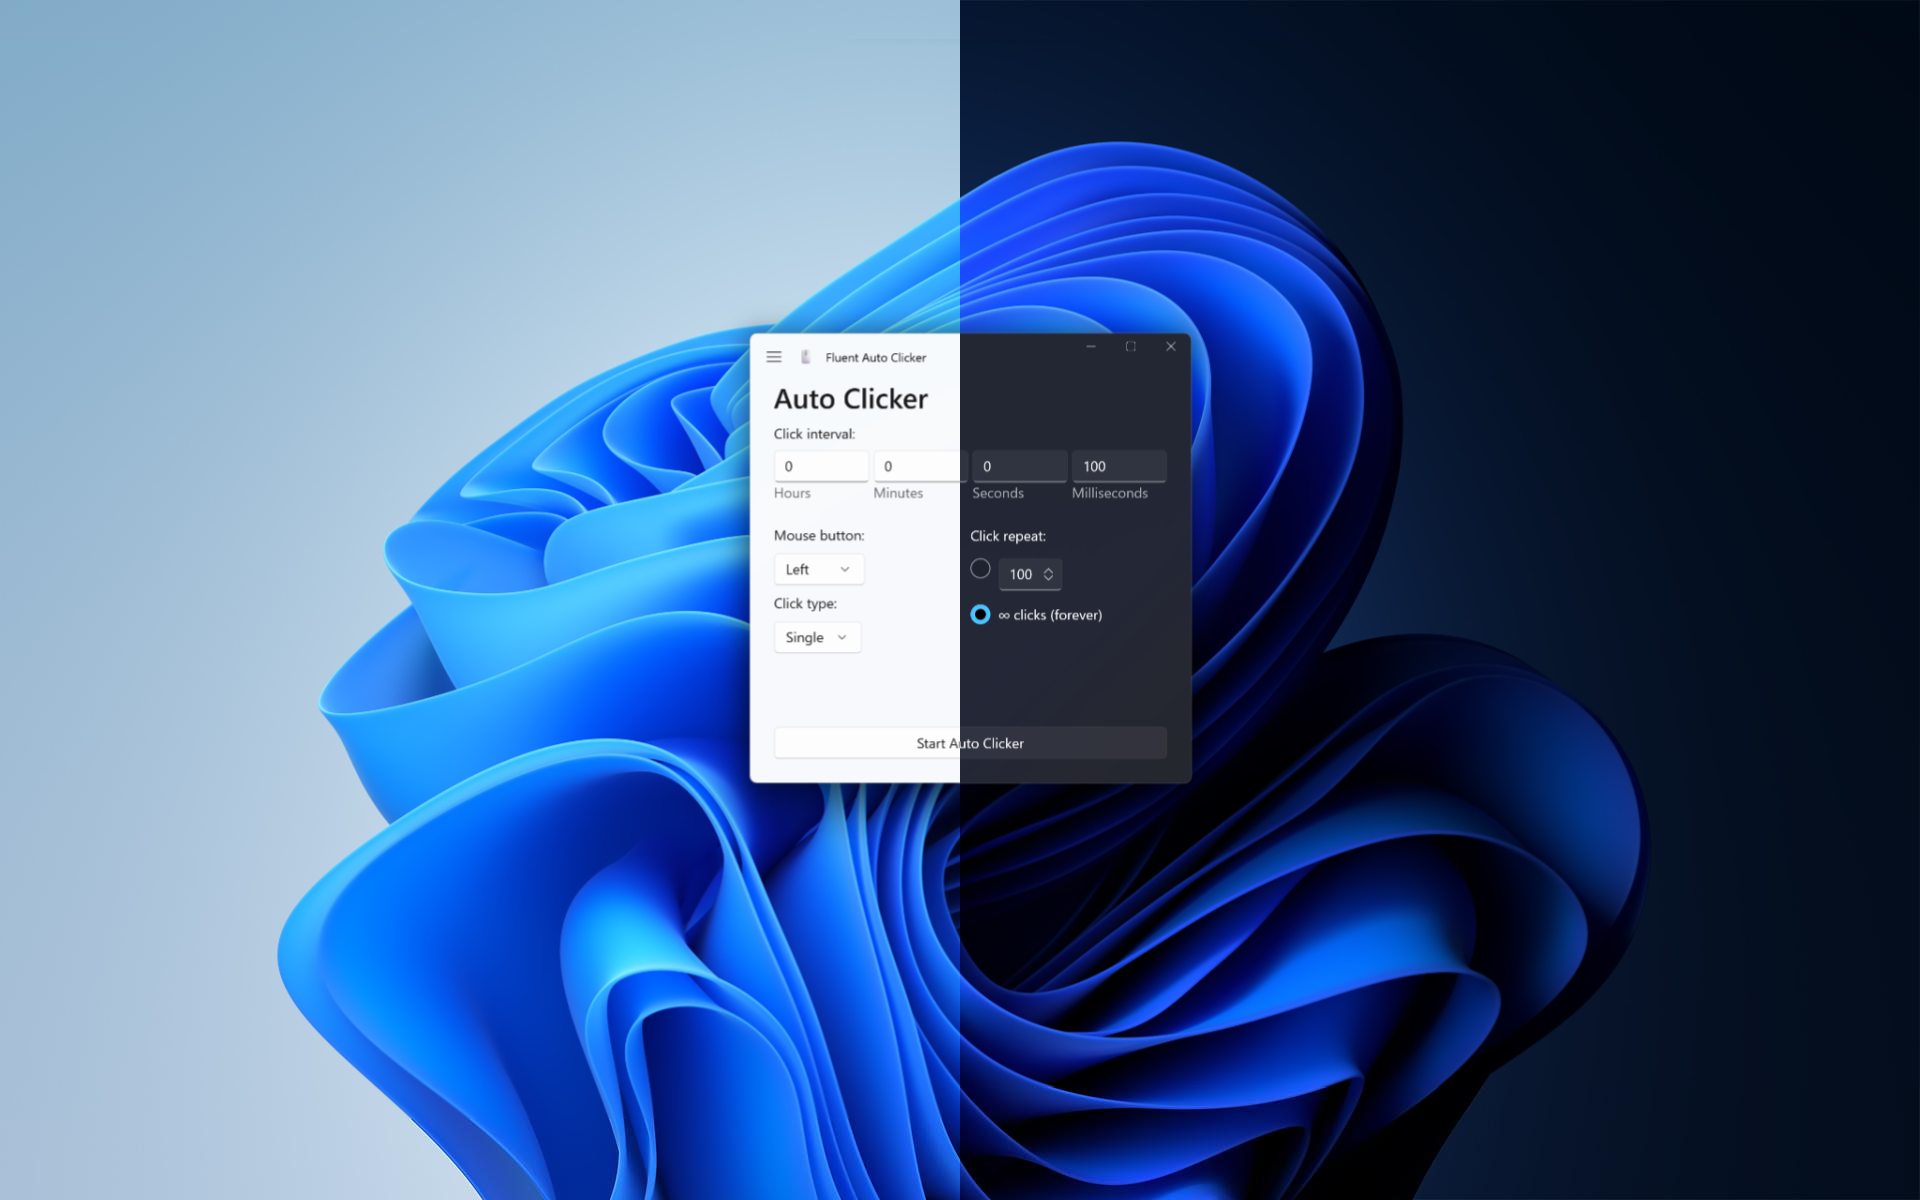 Fluent Auto Clicker
Auto Clicker
Click interval:
0 0 0 100
Hours Minutes Seconds Milliseconds
Mouse button:
Left
Click type:
Single
Click repeat:
100
∞ clicks (forever)
Start Auto Clicker